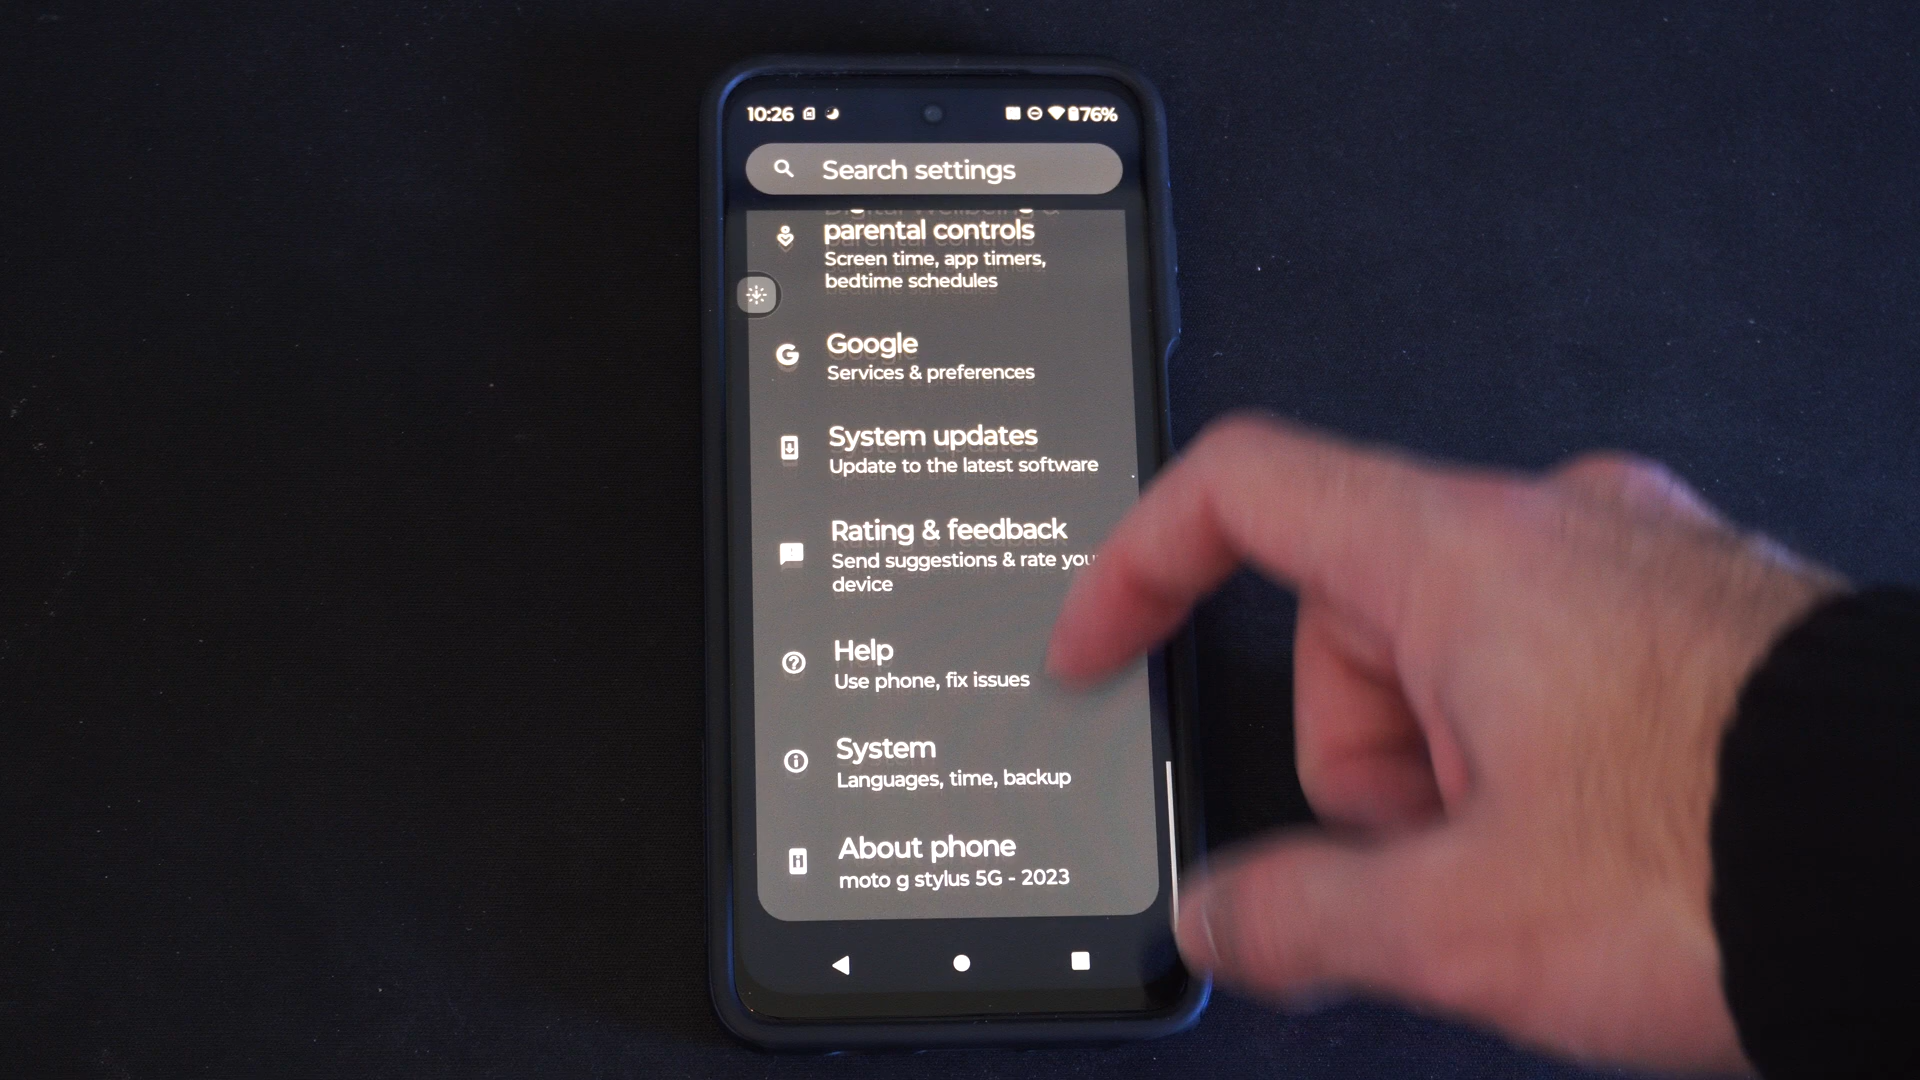 10:26 76%
Search settings
Digital Wellbeing &
parental controls
Screen time, app timers,
bedtime schedules
Google
Services & preferences
System updates
Update to the latest software
Rating & feedback
Send suggestions & rate you
device
Help
Use phone, fix issues
System
Languages, time, backup
About phone
moto g stylus 5G - 2023